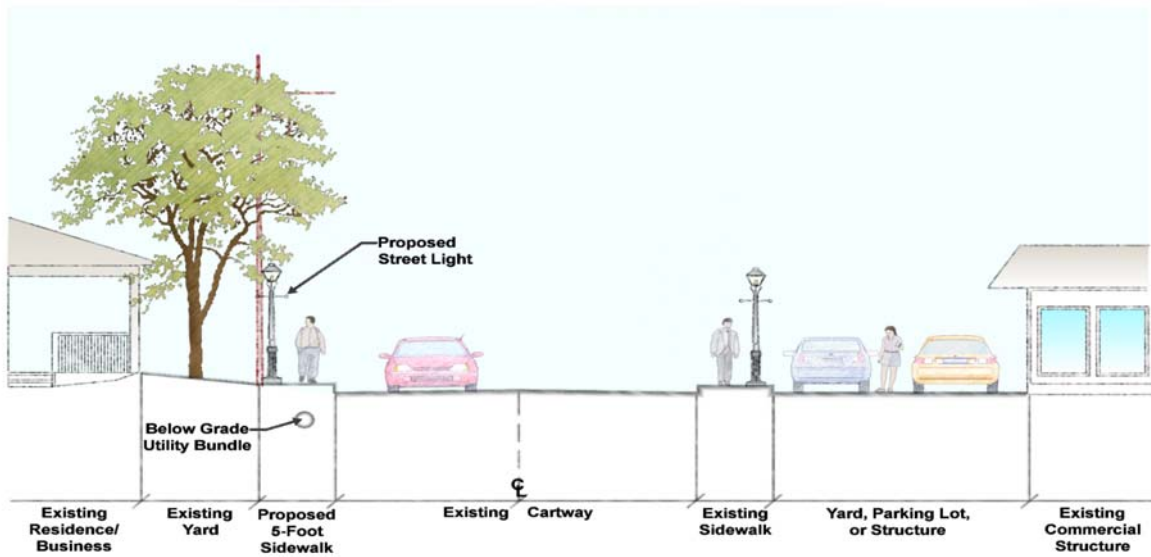 Proposed
Street Light
Below Grade
Utility Bundle
℄
Existing
Residence/
Business
Existing
Yard
Proposed
5-Foot
Sidewalk
Existing Cartway
Existing
Sidewalk
Yard, Parking Lot,
or Structure
Existing
Commercial
Structure